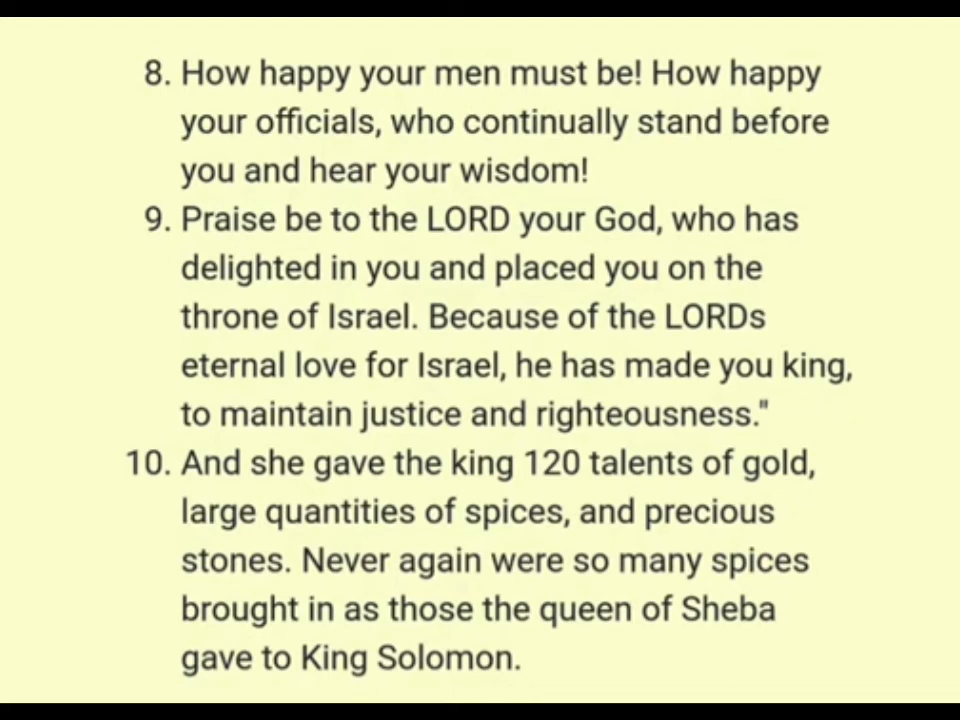 8. How happy your men must be! How happy
your officials, who continually stand before
you and hear your wisdom!
9. Praise be to the LORD your God, who has
delighted in you and placed you on the
throne of Israel. Because of the LORDs
eternal love for Israel, he has made you king,
to maintain justice and righteousness."
10. And she gave the king 120 talents of gold,
large quantities of spices, and precious
stones. Never again were so many spices
brought in as those the queen of Sheba
gave to King Solomon.